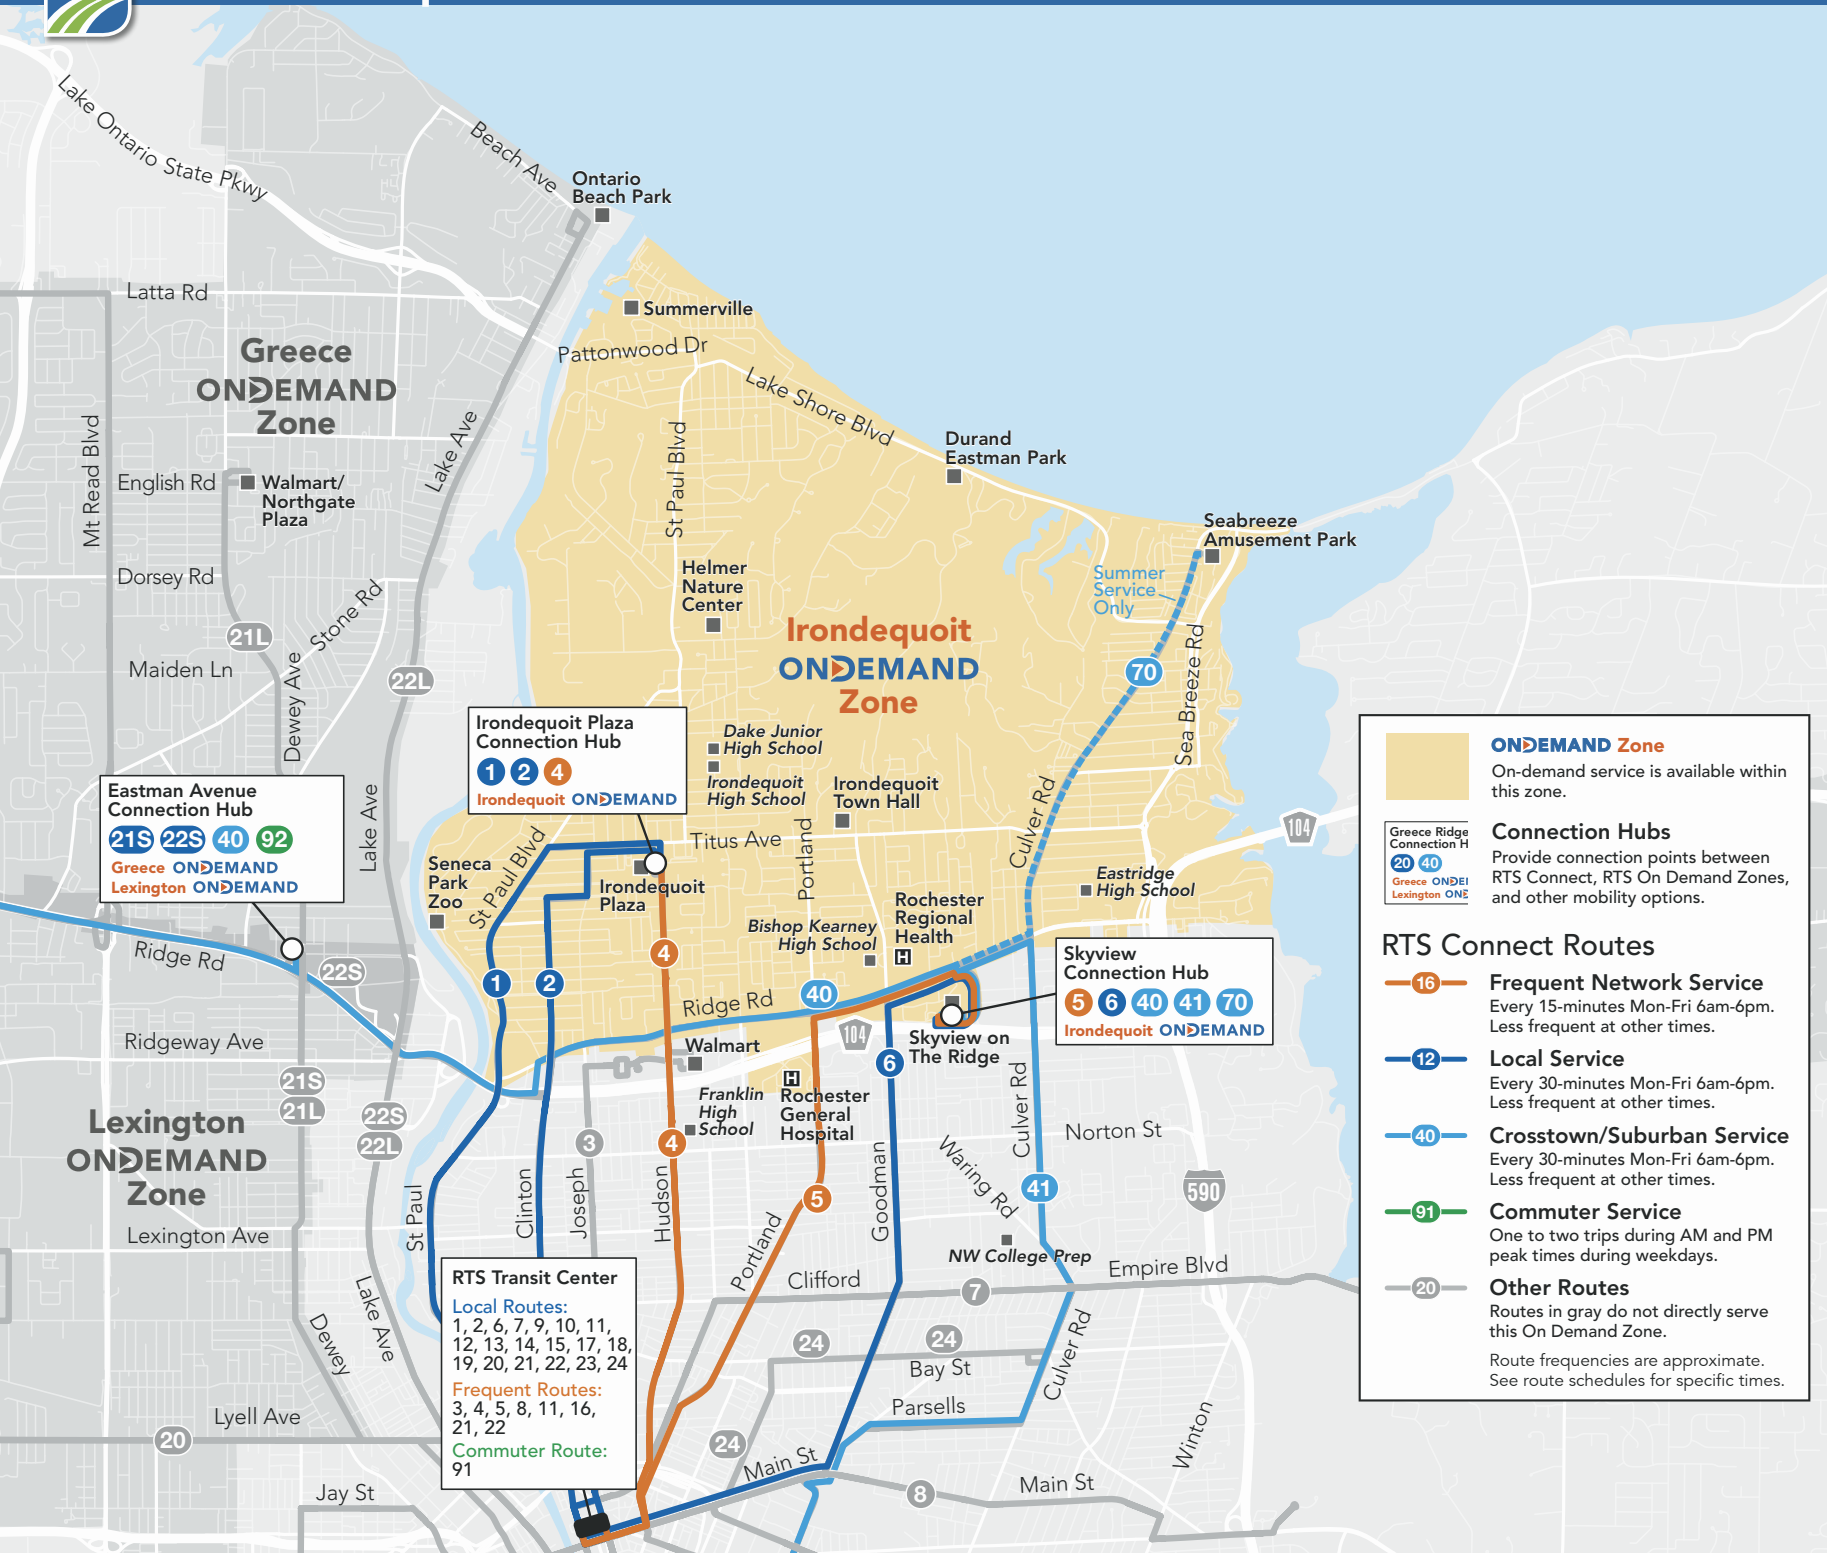 Lake Ontario State Pkwy
Beach Ave
Ontario
Beach Park
Latta Rd
Summerville
Pattonwood Dr
Lake Shore Blvd
Greece
ONDEMAND
Zone
Mt Read Blvd
Lake Ave
St Paul Blvd
Durand
Eastman Park
English Rd
Walmart/
Northgate
Plaza
Seabreeze
Amusement Park
Dorsey Rd
Stone Rd
Helmer
Nature
Center
Summer
Service
Only
21L
Irondequoit
ONDEMAND
Zone
Maiden Ln
Dewey Ave
22L
70
Sea Breeze Rd
Irondequoit Plaza
Connection Hub
1 2 4
Irondequoit ONDEMAND
Dake Junior
High School
Irondequoit
High School
Irondequoit
Town Hall
Culver Rd
104
Eastman Avenue
Connection Hub
21S 22S 40 92
Greece ONDEMAND
Lexington ONDEMAND
Lake Ave
St Paul Blvd
Titus Ave
Portland
Seneca
Park
Zoo
Irondequoit
Plaza
Eastridge
High School
Rochester
Regional
Health
H
Bishop Kearney
High School
Ridge Rd
22S
1
2
4
Ridge Rd
40
104
Skyview
Connection Hub
5 6 40 41 70
Irondequoit ONDEMAND
Skyview on
The Ridge
Ridgeway Ave
Walmart
6
21S
21L
22S
22L
H
Rochester
General
Hospital
Franklin
High
School
3
4
Culver Rd
Norton St
Waring Rd
Lexington
ONDEMAND
Zone
Goodman
41
590
5
Lexington Ave
St Paul
Clinton
Joseph
Hudson
Portland
NW College Prep
Clifford
7
Empire Blvd
RTS Transit Center
Local Routes:
1, 2, 6, 7, 9, 10, 11,
12, 13, 14, 15, 17, 18,
19, 20, 21, 22, 23, 24
Frequent Routes:
3, 4, 5, 8, 11, 16,
21, 22
Commuter Route:
91
Lake Ave
Dewey
24
24
Bay St
Culver Rd
Parsells
Lyell Ave
20
24
Main St
Winton
Jay St
8
Main St
ONDEMAND Zone
On-demand service is available within
this zone.
Greece Ridge
Connection H
20 40
Greece ONDE
Lexington ON
Connection Hubs
Provide connection points between
RTS Connect, RTS On Demand Zones,
and other mobility options.
RTS Connect Routes
16
Frequent Network Service
Every 15-minutes Mon-Fri 6am-6pm.
Less frequent at other times.
12
Local Service
Every 30-minutes Mon-Fri 6am-6pm.
Less frequent at other times.
40
Crosstown/Suburban Service
Every 30-minutes Mon-Fri 6am-6pm.
Less frequent at other times.
91
Commuter Service
One to two trips during AM and PM
peak times during weekdays.
20
Other Routes
Routes in gray do not directly serve
this On Demand Zone.
Route frequencies are approximate.
See route schedules for specific times.